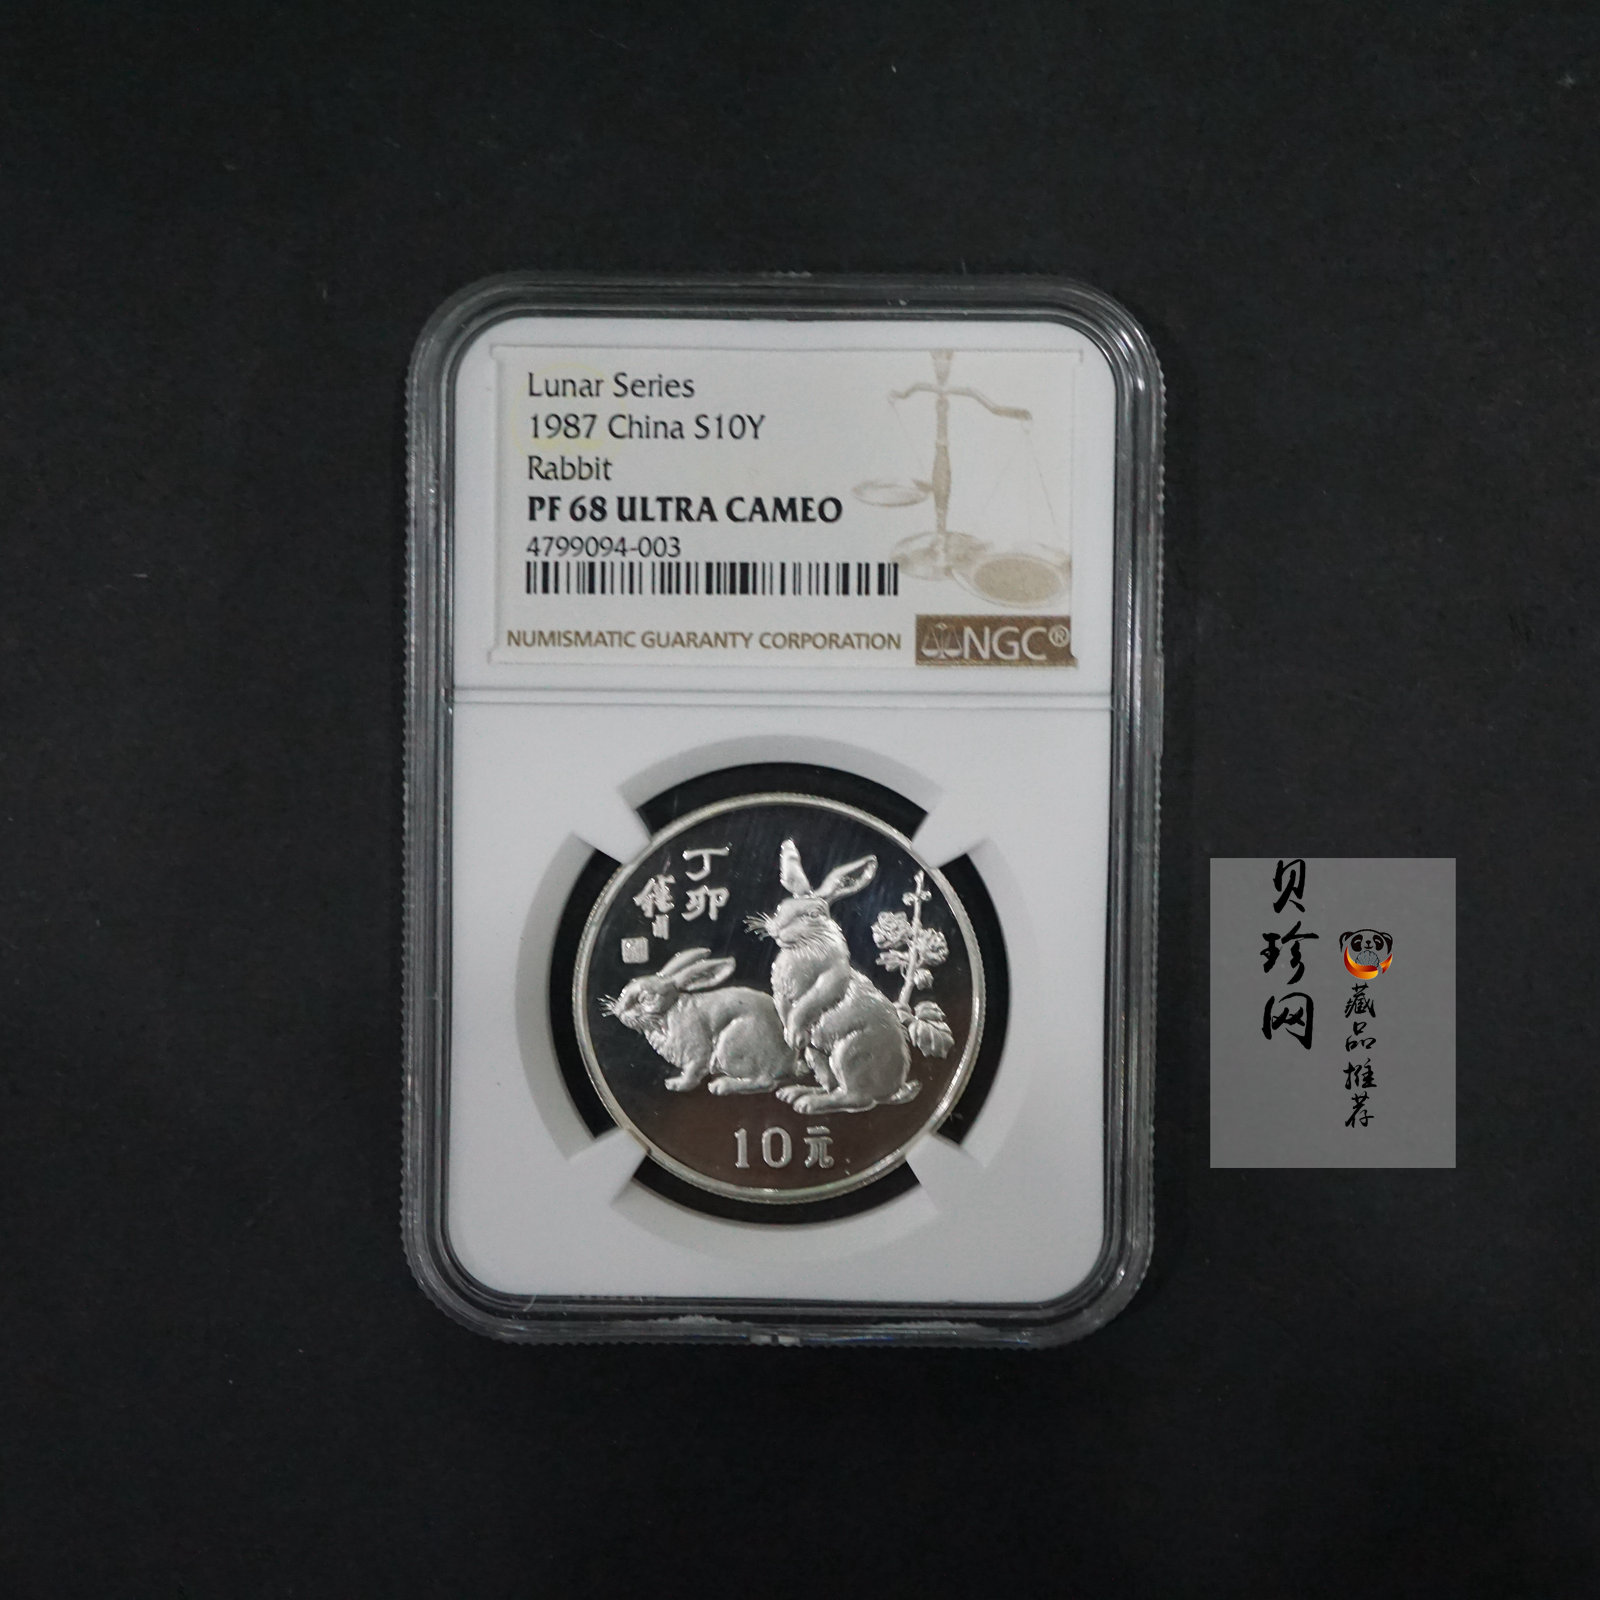 Lunar Series
1987 China S10Y
Rabbit
PF 68 ULTRA CAMEO
4799094-003
NUMISMATIC GUARANTY CORPORATION
NGC®
丁卯
10元
贝珍网
藏品推荐